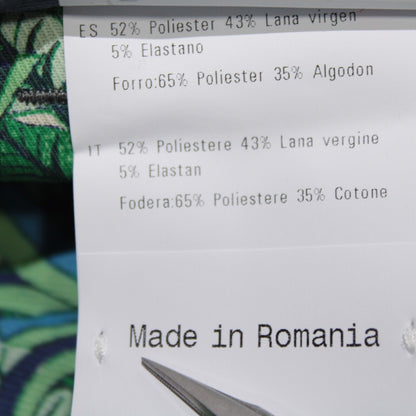 ES 52% Poliester 43% Lana virgen
5% Elastano
Forro:65% Poliester 35% Algodon
IT 52% Poliestere 43% Lana vergine
5% Elastan
Fodera:65% Poliestere 35% Cotone
Made in Romania